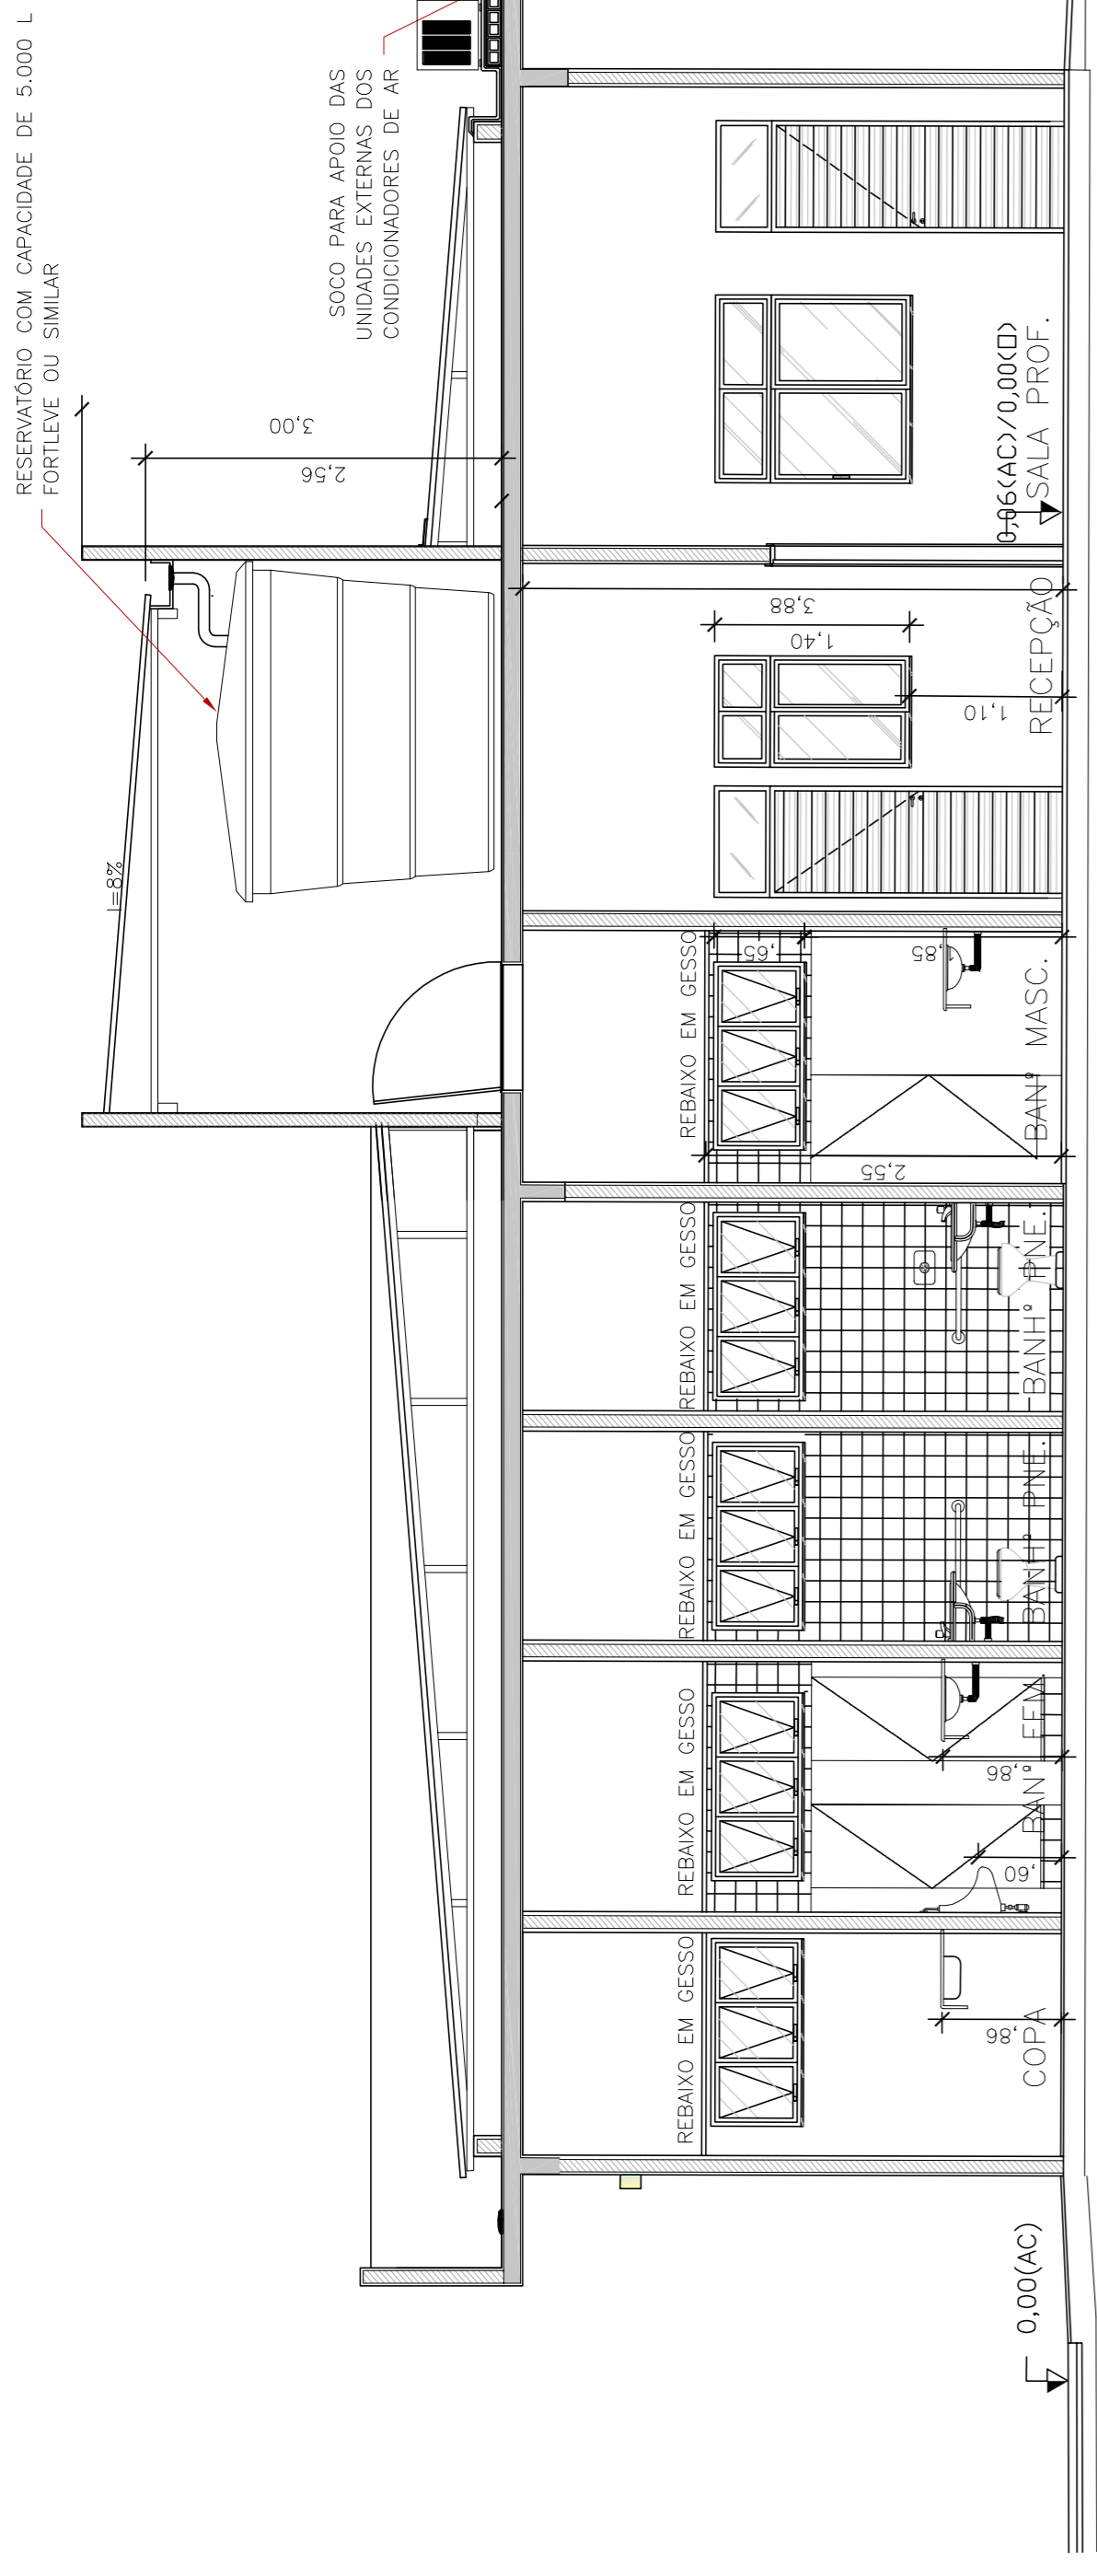 RESERVATÓRIO COM CAPACIDADE DE 5.000 L
FORTLEVE OU SIMILAR
SOCO PARA APOIO DAS
UNIDADES EXTERNAS DOS
CONDICIONADORES DE AR
I=8%
3,00
2,56
REBAIXO EM GESSO
REBAIXO EM GESSO
REBAIXO EM GESSO
REBAIXO EM GESSO
REBAIXO EM GESSO
,65
1,40
3,88
,86
,60
,86
2,55
1,85
1,10
0,00(AC)
COPA
BANº FEM.
BANHº PNE.
BANHº PNE.
BANº MASC.
RECEPÇÃO
0,06(AC)/0,00(□)
SALA PROF.